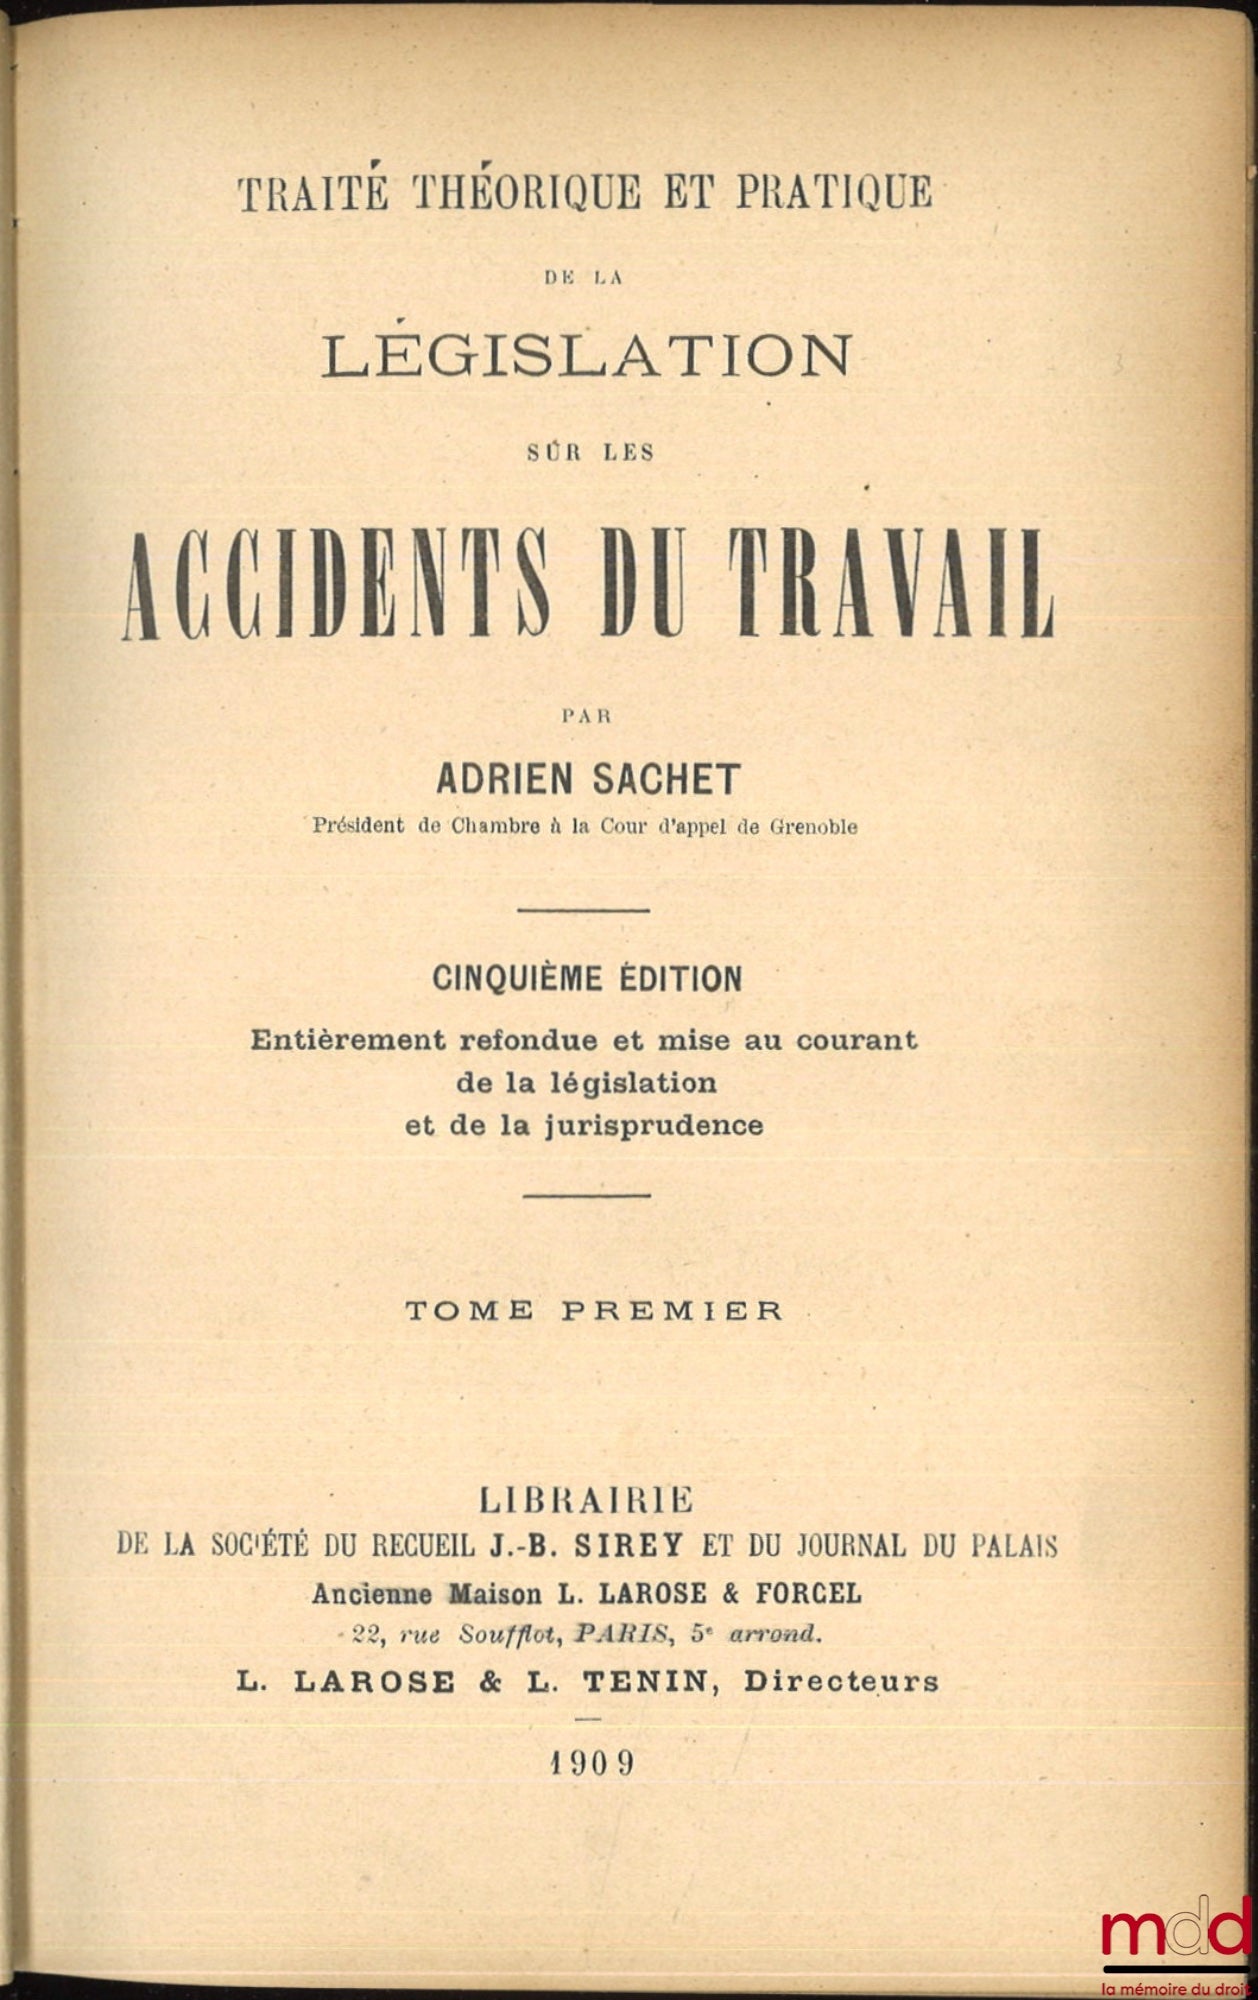 TRAITÉ THÉORIQUE ET PRATIQUE
DE LA
LÉGISLATION
SUR LES
ACCIDENTS DU TRAVAIL
PAR
ADRIEN SACHET
Président de Chambre à la Cour d'appel de Grenoble
CINQUIÈME ÉDITION
Entièrement refondue et mise au courant
de la législation
et de la jurisprudence
TOME PREMIER
LIBRAIRIE
DE LA SOCIÉTÉ DU RECUEIL J.-B. SIREY ET DU JOURNAL DU PALAIS
Ancienne Maison L. LAROSE & FORCEL
22, rue Soufflot, PARIS, 5e arrond.
L. LAROSE & L. TENIN, Directeurs
1909
mdd
la mémoire du droit